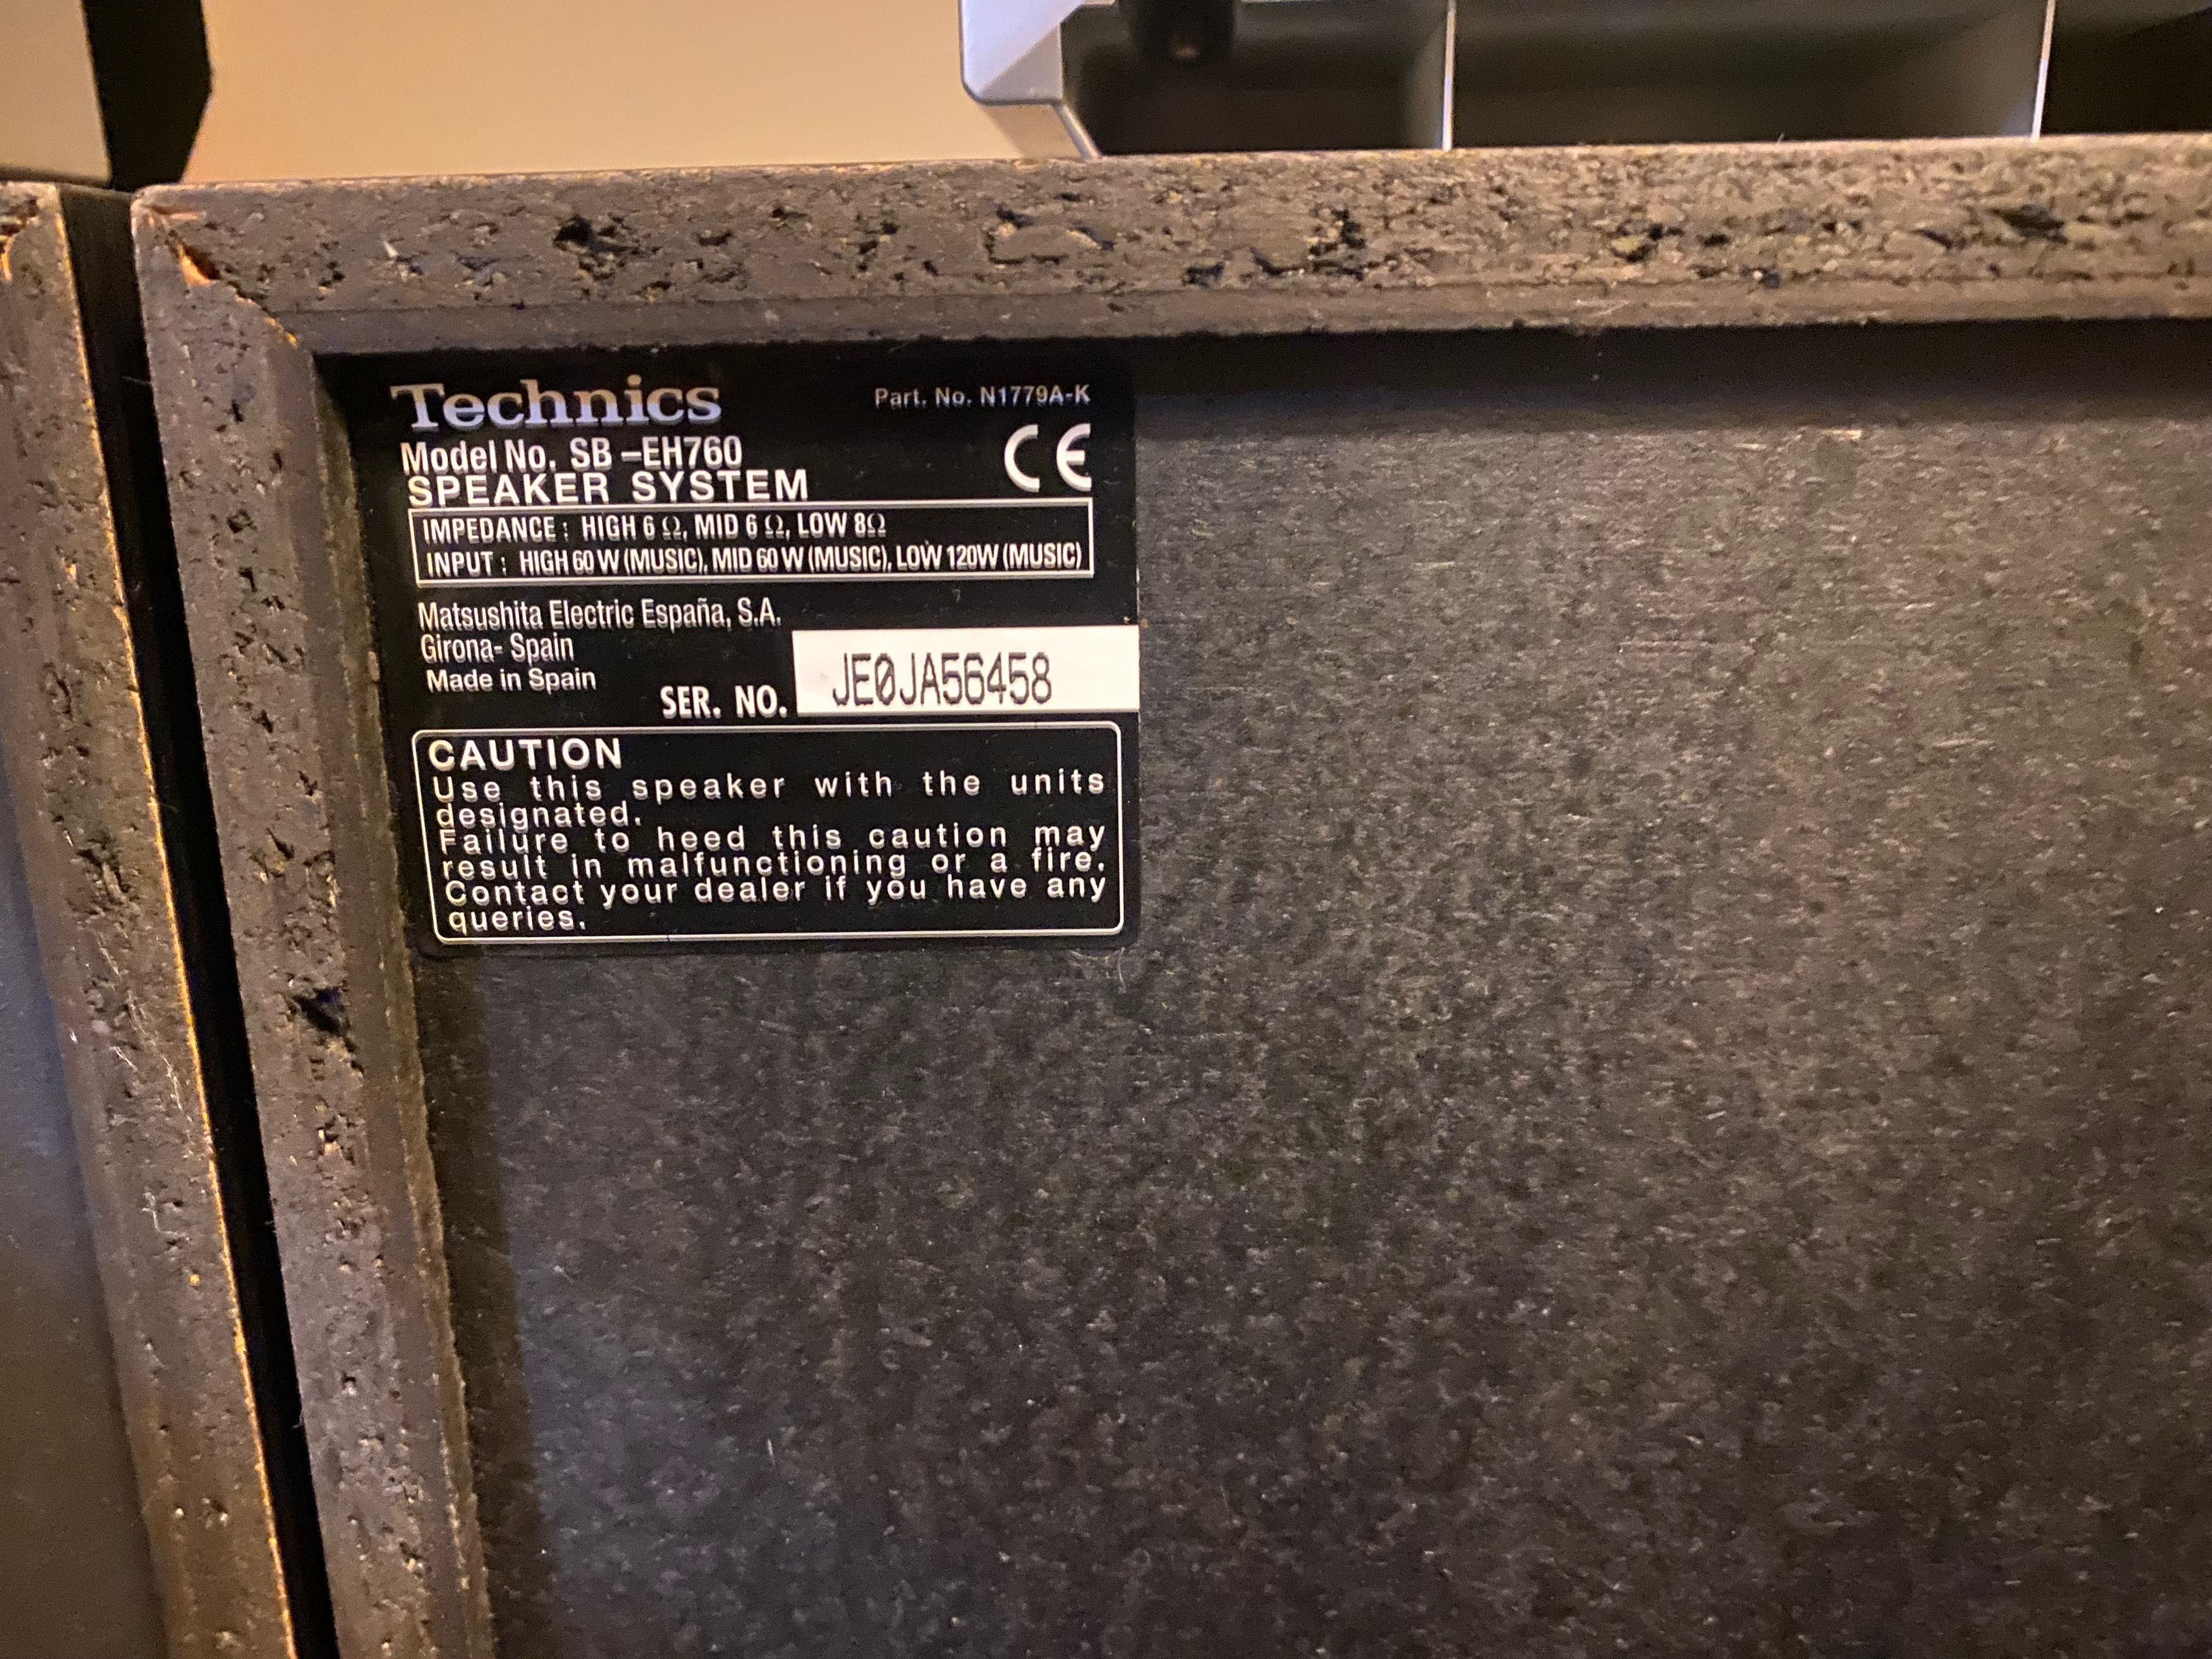 Technics
Part. No. N1779A-K
Model No. SB –EH760
CE
SPEAKER SYSTEM
IMPEDANCE : HIGH 6 Ω, MID 6 Ω, LOW 8Ω
INPUT : HIGH 60 W (MUSIC), MID 60 W (MUSIC), LOW 120W (MUSIC)
Matsushita Electric España, S.A.
Girona- Spain
Made in Spain
SER. NO. JE0JA56458
CAUTION
Use this speaker with the units
designated.
Failure to heed this caution may
result in malfunctioning or a fire.
Contact your dealer if you have any
queries.